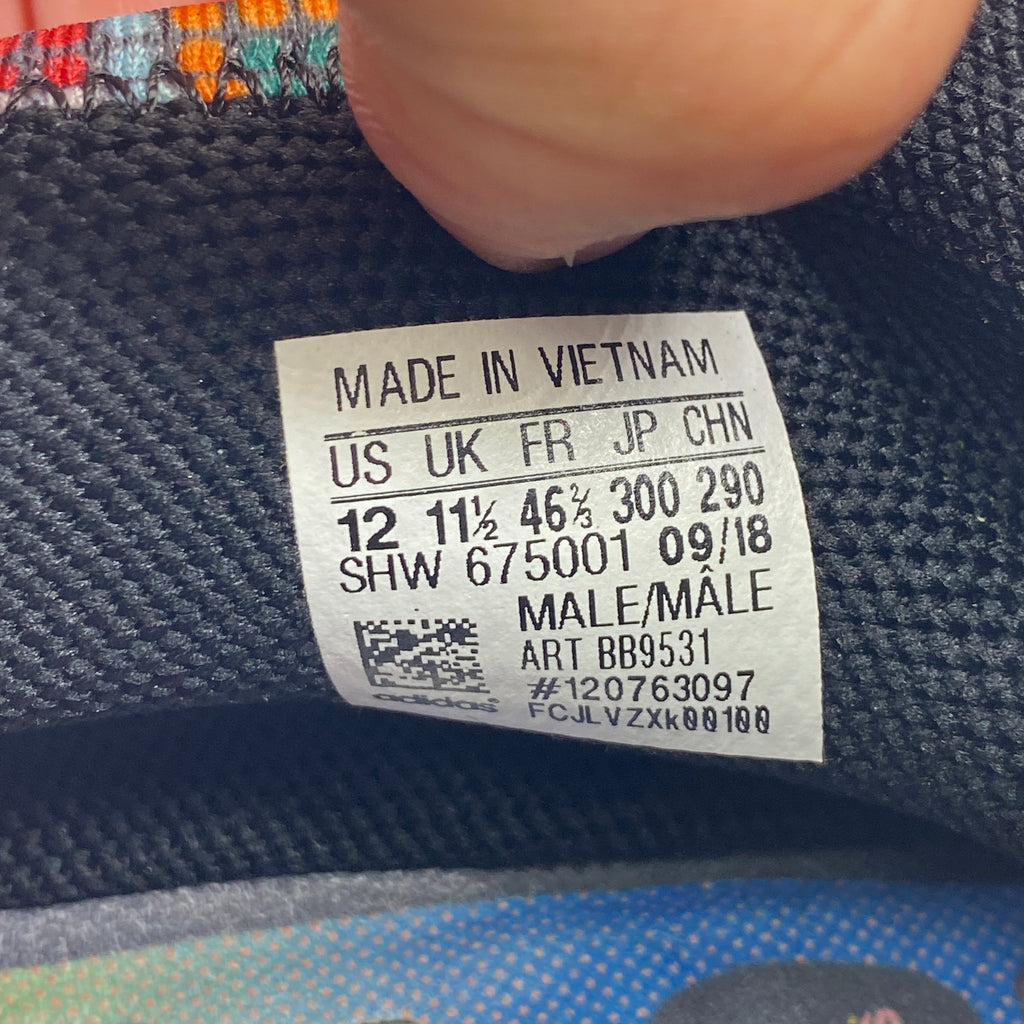 MADE IN VIETNAM
US UK FR JP CHN
12 11½ 46⅔ 300 290
SHW 675001 09/18
MALE/MÂLE
ART BB9531
#120763097
adidas
FCJLVZXk00100